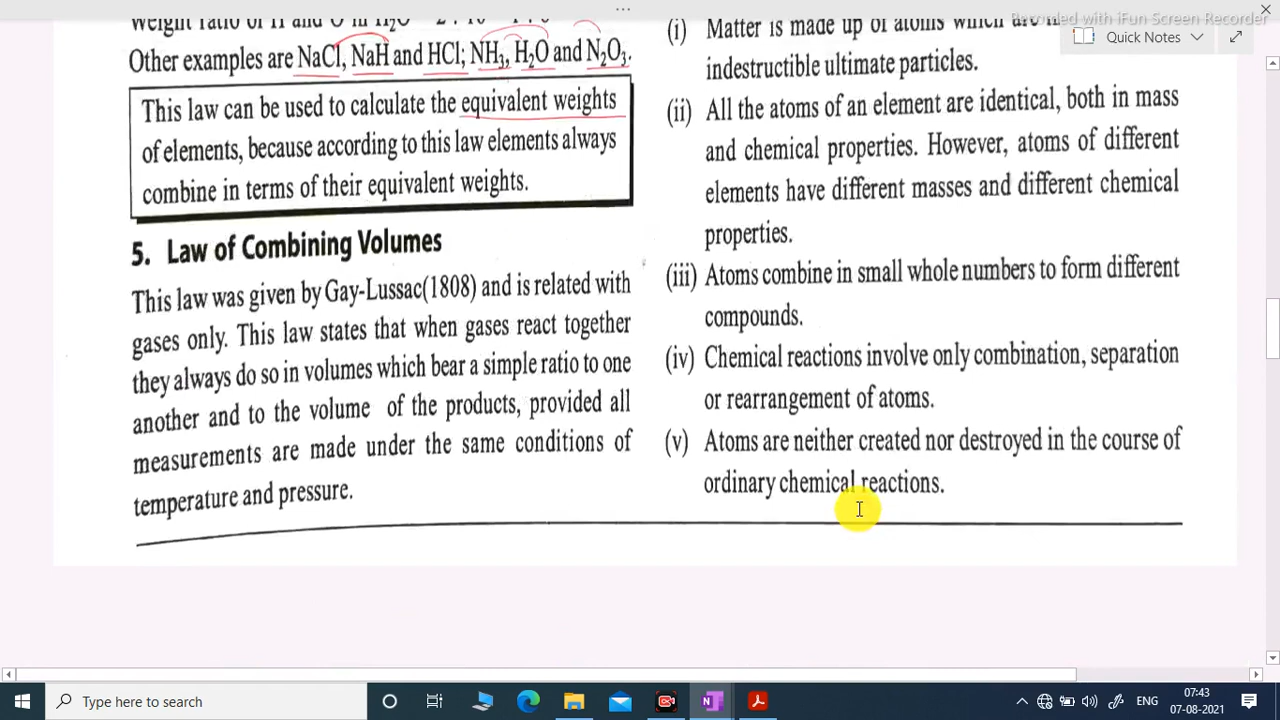 ...
Recorded with iFun Screen Recorder
Quick Notes
Other examples are NaCl, NaH and HCl; NH₃, H₂O and N₂O₃.
This law can be used to calculate the equivalent weights
of elements, because according to this law elements always
combine in terms of their equivalent weights.
5. Law of Combining Volumes
This law was given by Gay-Lussac(1808) and is related with
gases only. This law states that when gases react together
they always do so in volumes which bear a simple ratio to one
another and to the volume of the products, provided all
measurements are made under the same conditions of
temperature and pressure.
(i) Matter is made up of atoms which are
indestructible ultimate particles.
(ii) All the atoms of an element are identical, both in mass
and chemical properties. However, atoms of different
elements have different masses and different chemical
properties.
(iii) Atoms combine in small whole numbers to form different
compounds.
(iv) Chemical reactions involve only combination, separation
or rearrangement of atoms.
(v) Atoms are neither created nor destroyed in the course of
ordinary chemical reactions.
Type here to search
ENG
07:43
07-08-2021